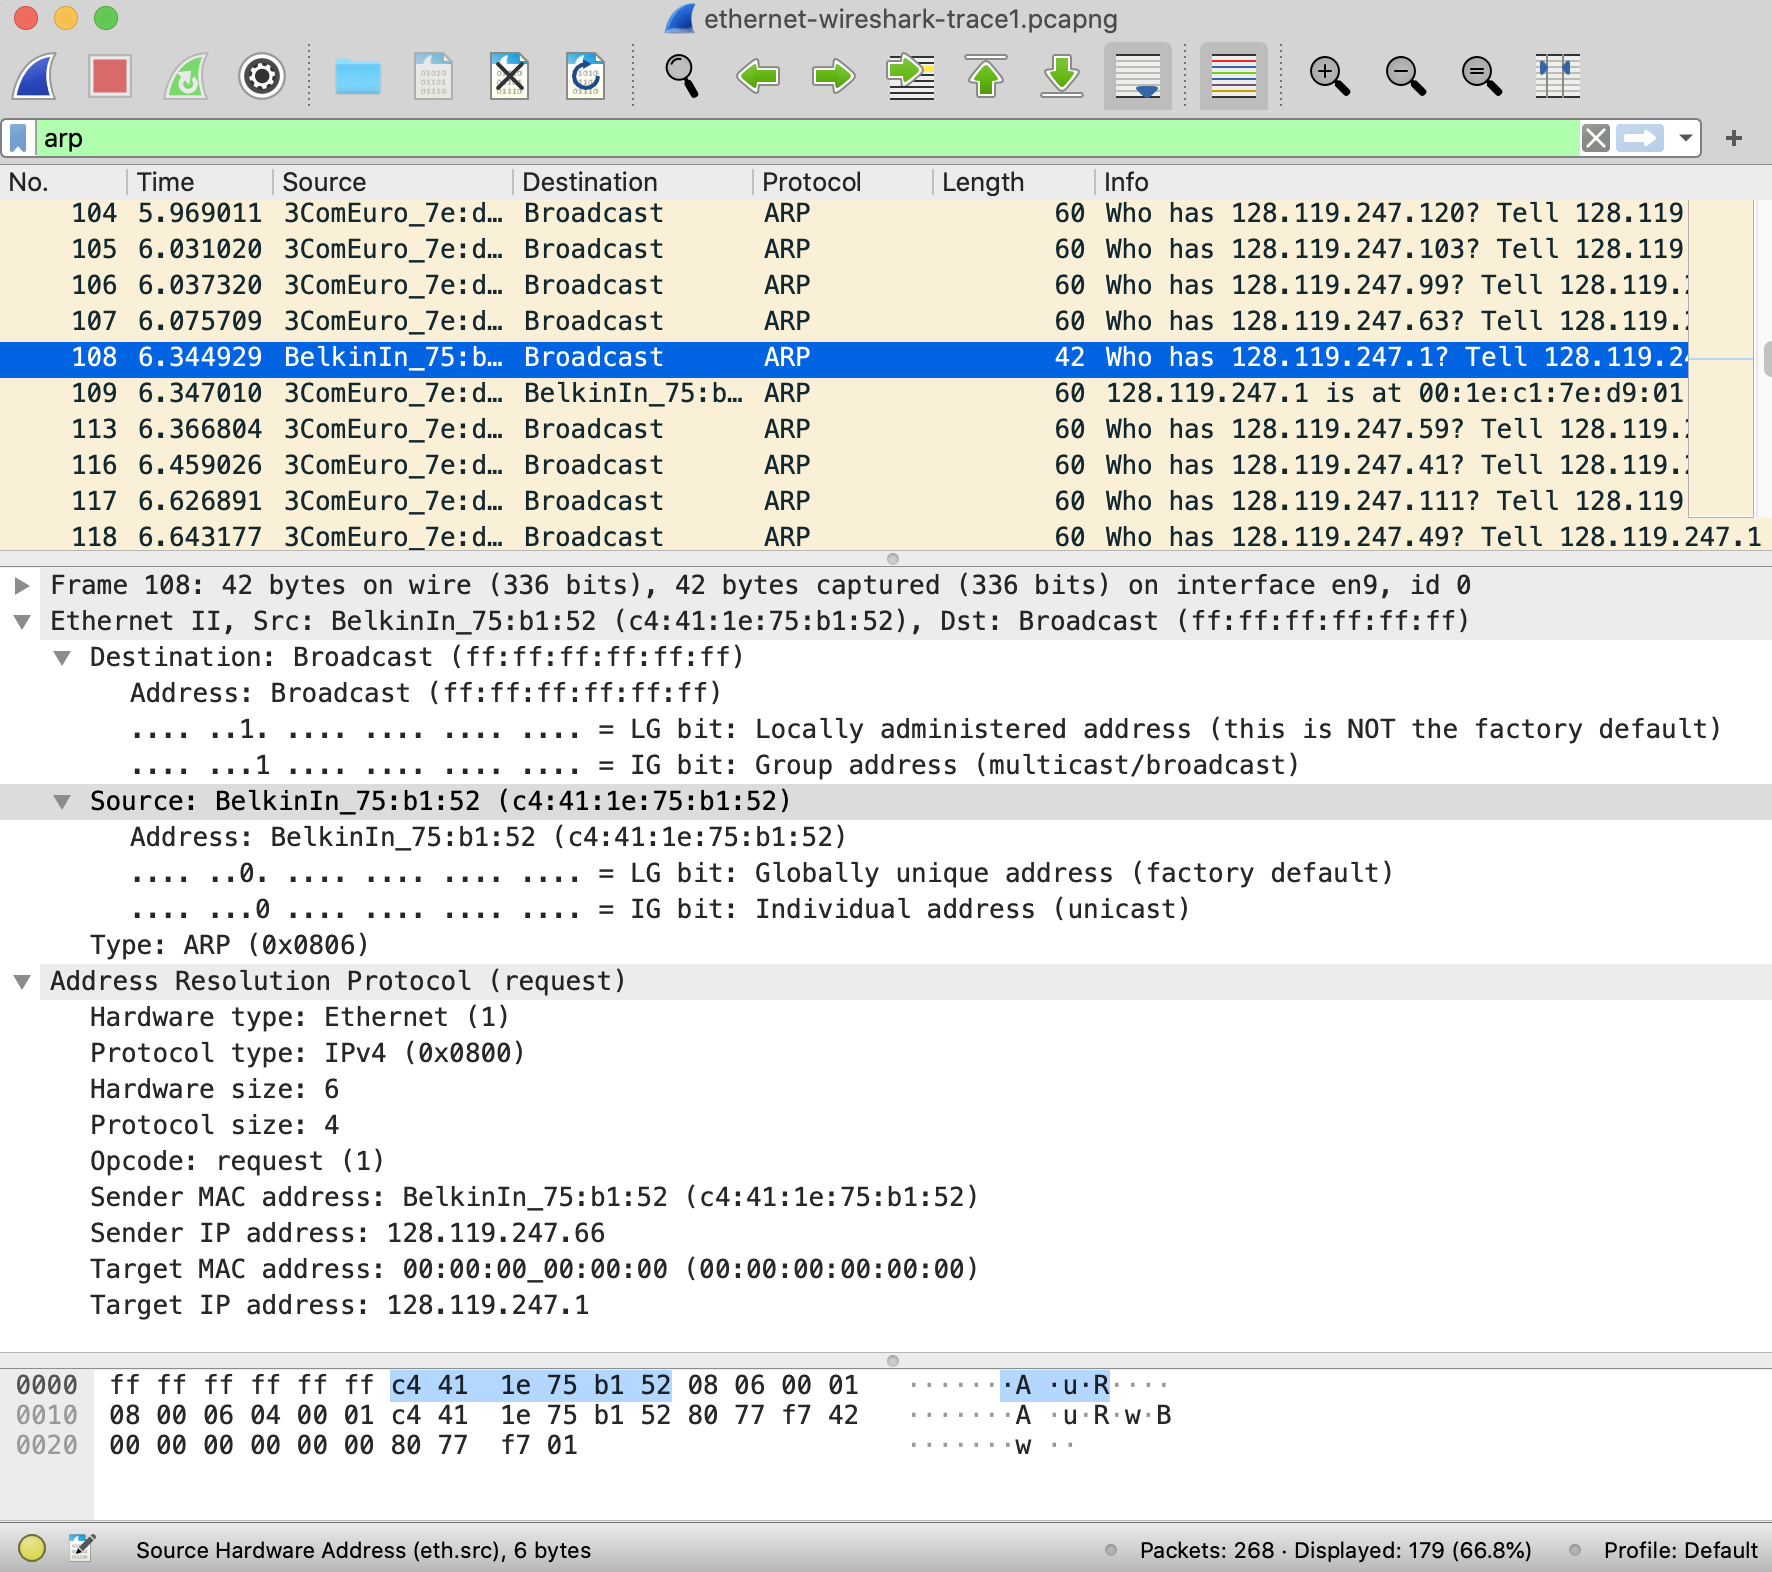 ethernet-wireshark-trace1.pcapng
arp
No. Time Source Destination Protocol Length Info
104 5.969011 3ComEuro_7e:d… Broadcast ARP 60 Who has 128.119.247.120? Tell 128.119
105 6.031020 3ComEuro_7e:d… Broadcast ARP 60 Who has 128.119.247.103? Tell 128.119
106 6.037320 3ComEuro_7e:d… Broadcast ARP 60 Who has 128.119.247.99? Tell 128.119.
107 6.075709 3ComEuro_7e:d… Broadcast ARP 60 Who has 128.119.247.63? Tell 128.119.
108 6.344929 BelkinIn_75:b… Broadcast ARP 42 Who has 128.119.247.1? Tell 128.119.24
109 6.347010 3ComEuro_7e:d… BelkinIn_75:b… ARP 60 128.119.247.1 is at 00:1e:c1:7e:d9:01
113 6.366804 3ComEuro_7e:d… Broadcast ARP 60 Who has 128.119.247.59? Tell 128.119.
116 6.459026 3ComEuro_7e:d… Broadcast ARP 60 Who has 128.119.247.41? Tell 128.119.
117 6.626891 3ComEuro_7e:d… Broadcast ARP 60 Who has 128.119.247.111? Tell 128.119
118 6.643177 3ComEuro_7e:d… Broadcast ARP 60 Who has 128.119.247.49? Tell 128.119.247.1
Frame 108: 42 bytes on wire (336 bits), 42 bytes captured (336 bits) on interface en9, id 0
Ethernet II, Src: BelkinIn_75:b1:52 (c4:41:1e:75:b1:52), Dst: Broadcast (ff:ff:ff:ff:ff:ff)
Destination: Broadcast (ff:ff:ff:ff:ff:ff)
Address: Broadcast (ff:ff:ff:ff:ff:ff)
.... ..1. .... .... .... .... = LG bit: Locally administered address (this is NOT the factory default)
.... ...1 .... .... .... .... = IG bit: Group address (multicast/broadcast)
Source: BelkinIn_75:b1:52 (c4:41:1e:75:b1:52)
Address: BelkinIn_75:b1:52 (c4:41:1e:75:b1:52)
.... ..0. .... .... .... .... = LG bit: Globally unique address (factory default)
.... ...0 .... .... .... .... = IG bit: Individual address (unicast)
Type: ARP (0x0806)
Address Resolution Protocol (request)
Hardware type: Ethernet (1)
Protocol type: IPv4 (0x0800)
Hardware size: 6
Protocol size: 4
Opcode: request (1)
Sender MAC address: BelkinIn_75:b1:52 (c4:41:1e:75:b1:52)
Sender IP address: 128.119.247.66
Target MAC address: 00:00:00_00:00:00 (00:00:00:00:00:00)
Target IP address: 128.119.247.1
0000 ff ff ff ff ff ff c4 41 1e 75 b1 52 08 06 00 01 ·······A ·u·R····
0010 08 00 06 04 00 01 c4 41 1e 75 b1 52 80 77 f7 42 ·······A ·u·R·w·B
0020 00 00 00 00 00 00 80 77 f7 01 ·······w ··
Source Hardware Address (eth.src), 6 bytes
Packets: 268 · Displayed: 179 (66.8%)
Profile: Default